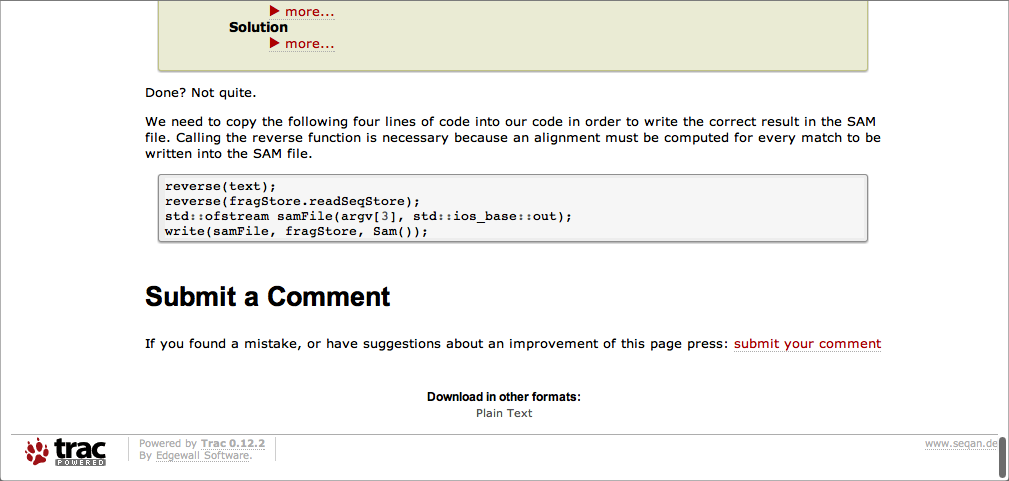 ▶ more...
Solution
▶ more...
Done? Not quite.
We need to copy the following four lines of code into our code in order to write the correct result in the SAM
file. Calling the reverse function is necessary because an alignment must be computed for every match to be
written into the SAM file.
reverse(text);
reverse(fragStore.readSeqStore);
std::ofstream samFile(argv[3], std::ios_base::out);
write(samFile, fragStore, Sam());
Submit a Comment
If you found a mistake, or have suggestions about an improvement of this page press: submit your comment
Download in other formats:
Plain Text
trac
POWERED
Powered by Trac 0.12.2
By Edgewall Software.
www.seqan.de